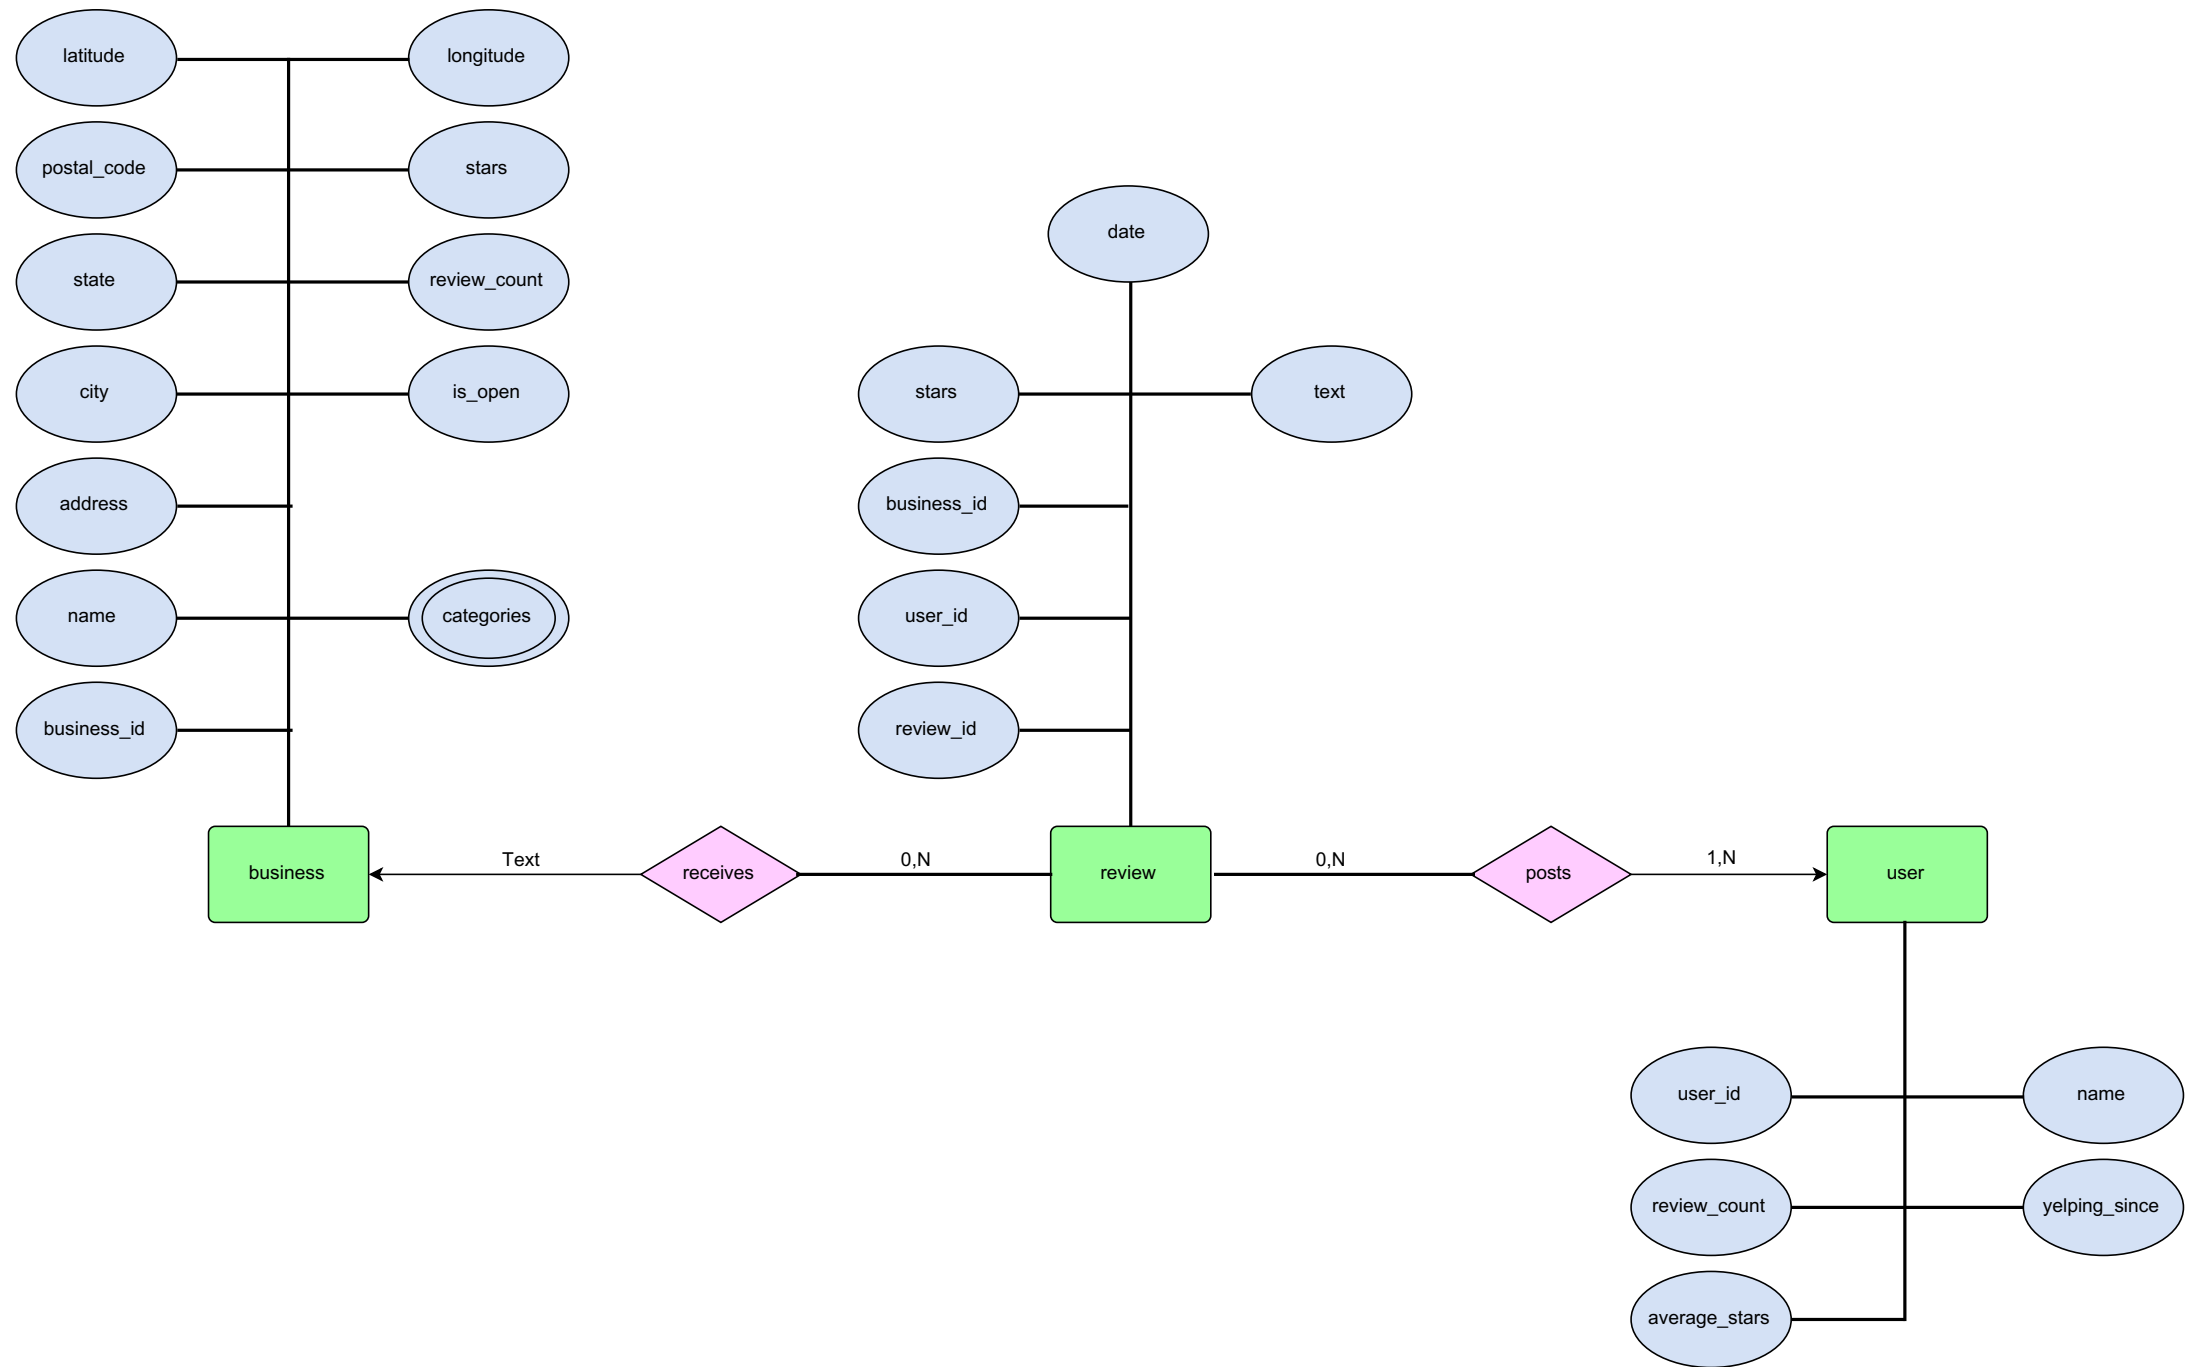 latitude
longitude
postal_code
stars
state
review_count
city
is_open
address
name
categories
business_id
date
stars
text
business_id
user_id
review_id
business
Text
receives
0,N
review
0,N
posts
1,N
user
user_id
name
review_count
yelping_since
average_stars